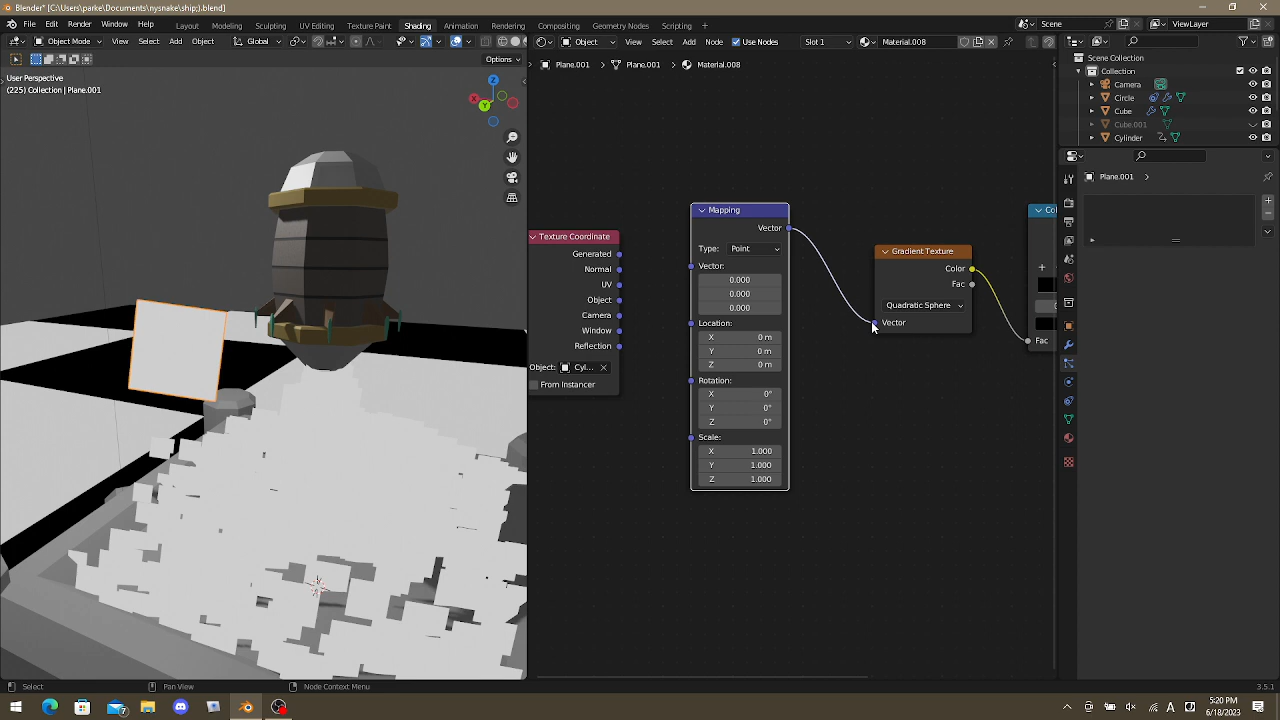 Blender* [C:\Users\parke\Documents\nysnake\ship;).blend]
File Edit Render Window Help Layout Modeling Sculpting UV Editing Texture Paint Shading Animation Rendering Compositing Geometry Nodes Scripting + Scene ViewLayer
Object Mode View Select Add Object Global Object View Select Add Node Use Nodes Slot 1 Material.008
Options
User Perspective
(225) Collection | Plane.001
Z
X
Y
Plane.001 > Plane.001 > Material.008
Scene Collection
Collection
Camera
Circle
Cube
Cube.001
Cylinder
Plane.001
Texture Coordinate
Generated
Normal
UV
Object
Camera
Window
Reflection
Object: Cyl...
From Instancer
Mapping
Vector
Type: Point
Vector:
0.000
0.000
0.000
Location:
X 0 m
Y 0 m
Z 0 m
Rotation:
X 0°
Y 0°
Z 0°
Scale:
X 1.000
Y 1.000
Z 1.000
Gradient Texture
Color
Fac
Quadratic Sphere
Vector
Fac
Select Pan View Node Context Menu 3.5.1
7
5:20 PM
6/18/2023